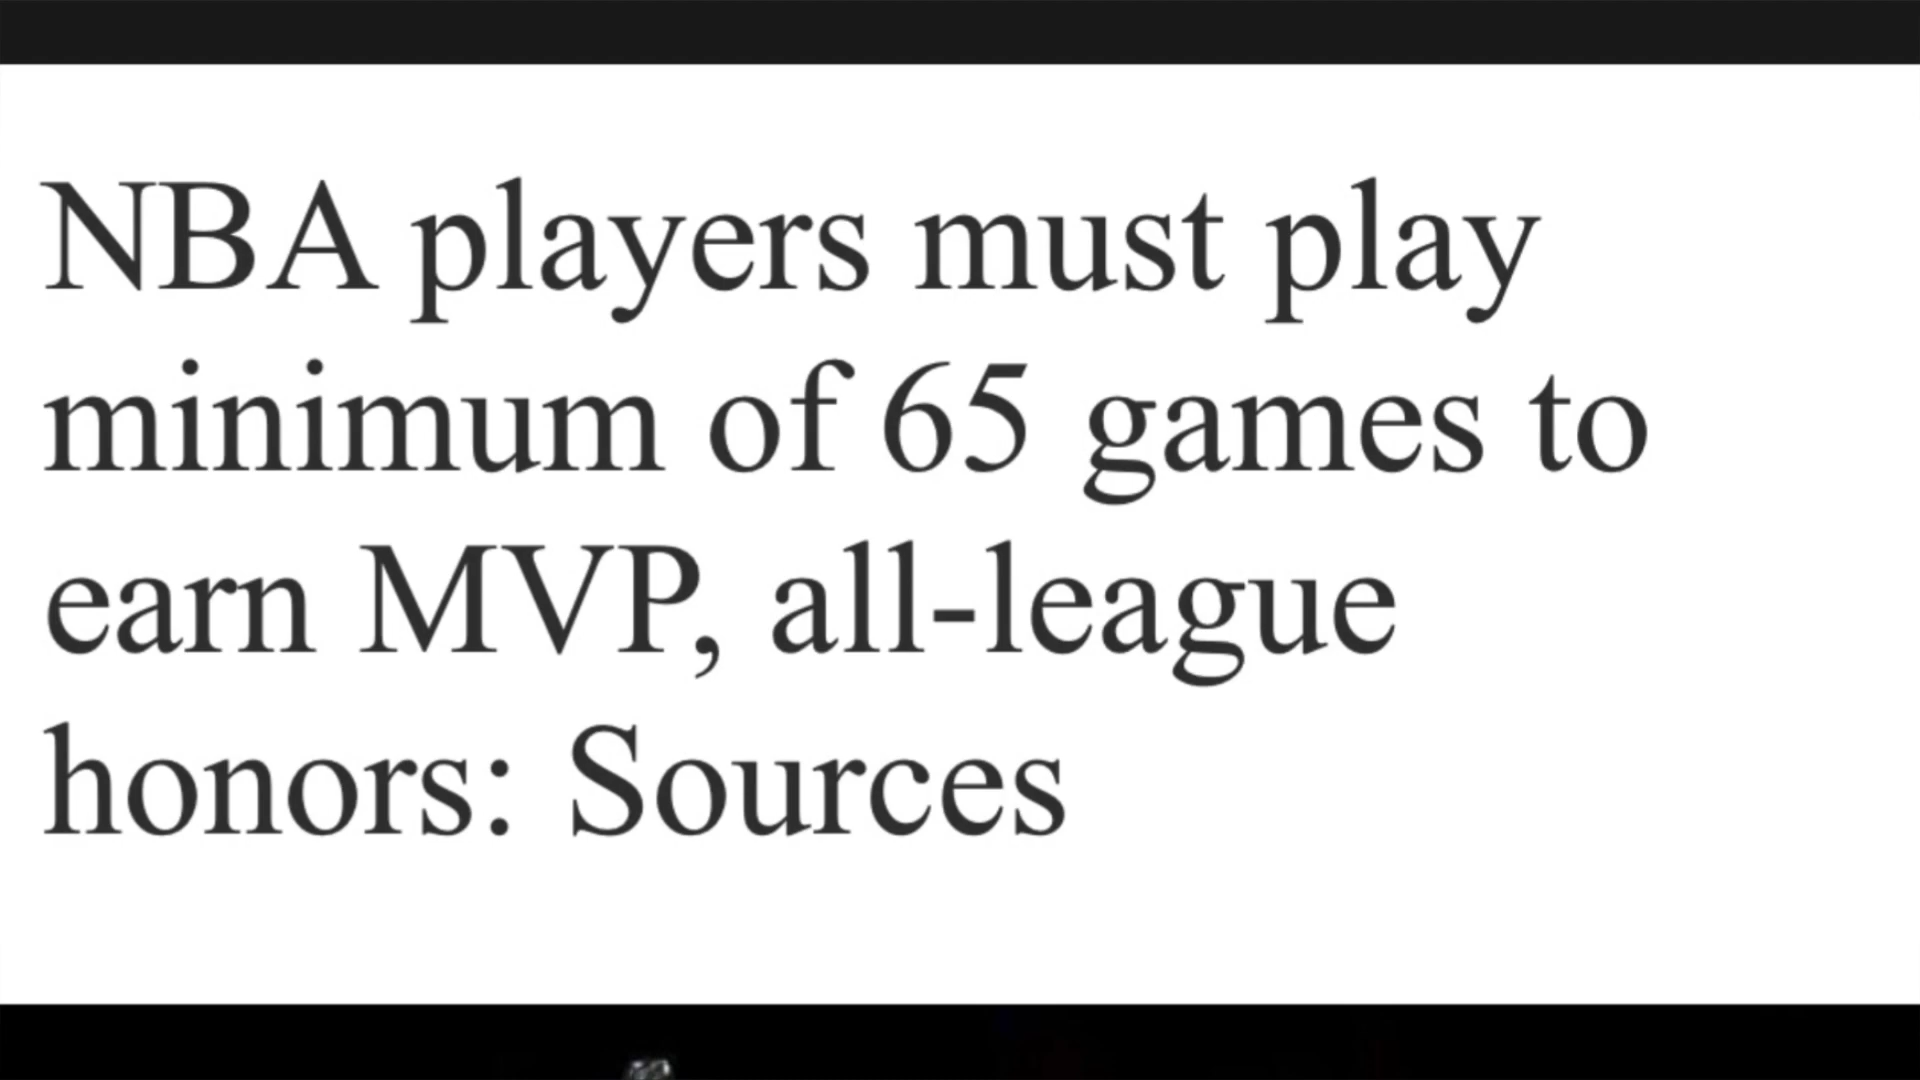 NBA players must play
minimum of 65 games to
earn MVP, all-league
honors: Sources